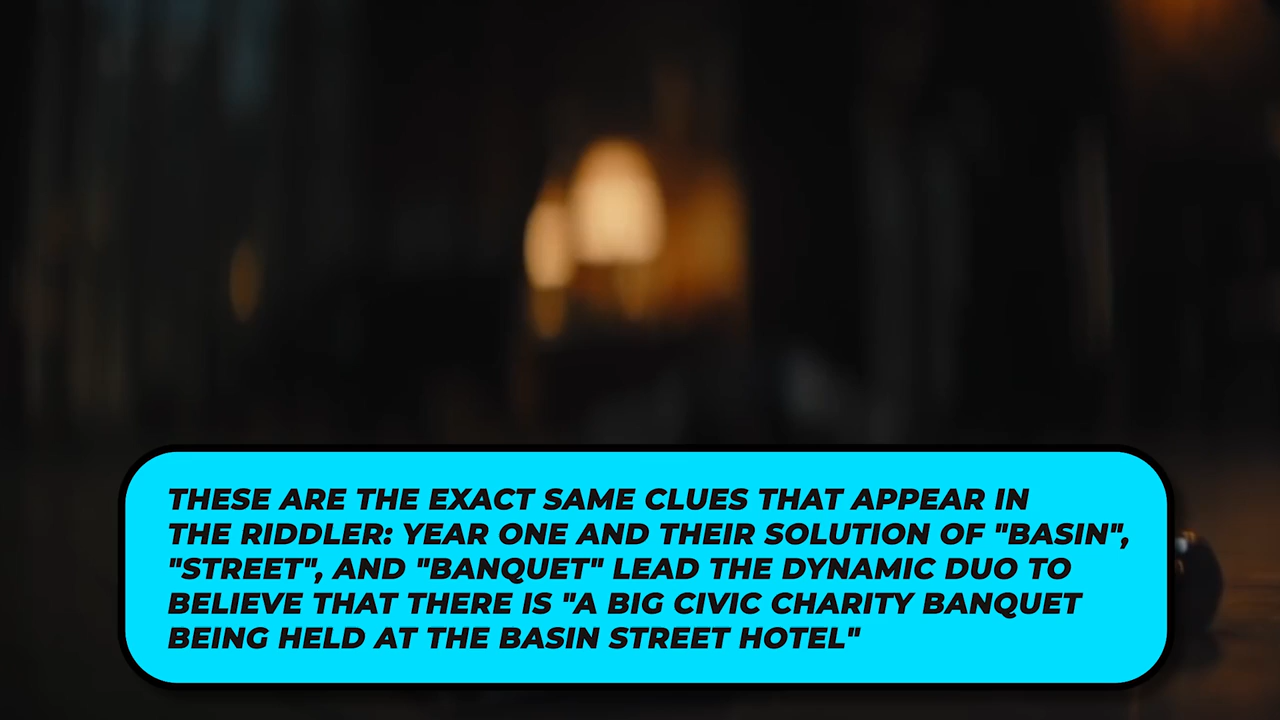 THESE ARE THE EXACT SAME CLUES THAT APPEAR IN
THE RIDDLER: YEAR ONE AND THEIR SOLUTION OF "BASIN",
"STREET", AND "BANQUET" LEAD THE DYNAMIC DUO TO
BELIEVE THAT THERE IS "A BIG CIVIC CHARITY BANQUET
BEING HELD AT THE BASIN STREET HOTEL"